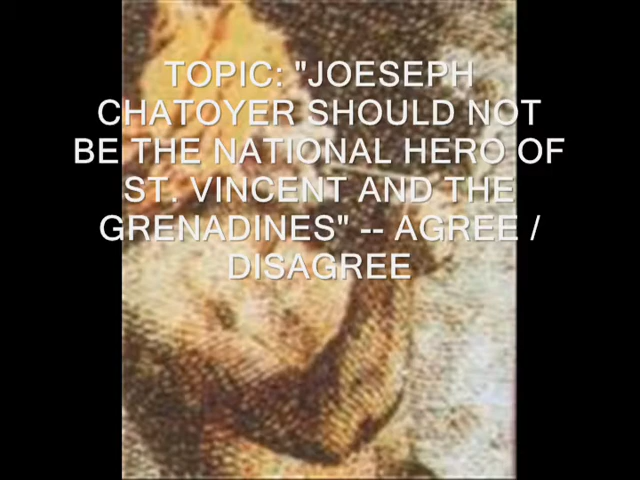 TOPIC: "JOESEPH
CHATOYER SHOULD NOT
BE THE NATIONAL HERO OF
ST. VINCENT AND THE
GRENADINES" -- AGREE /
DISAGREE